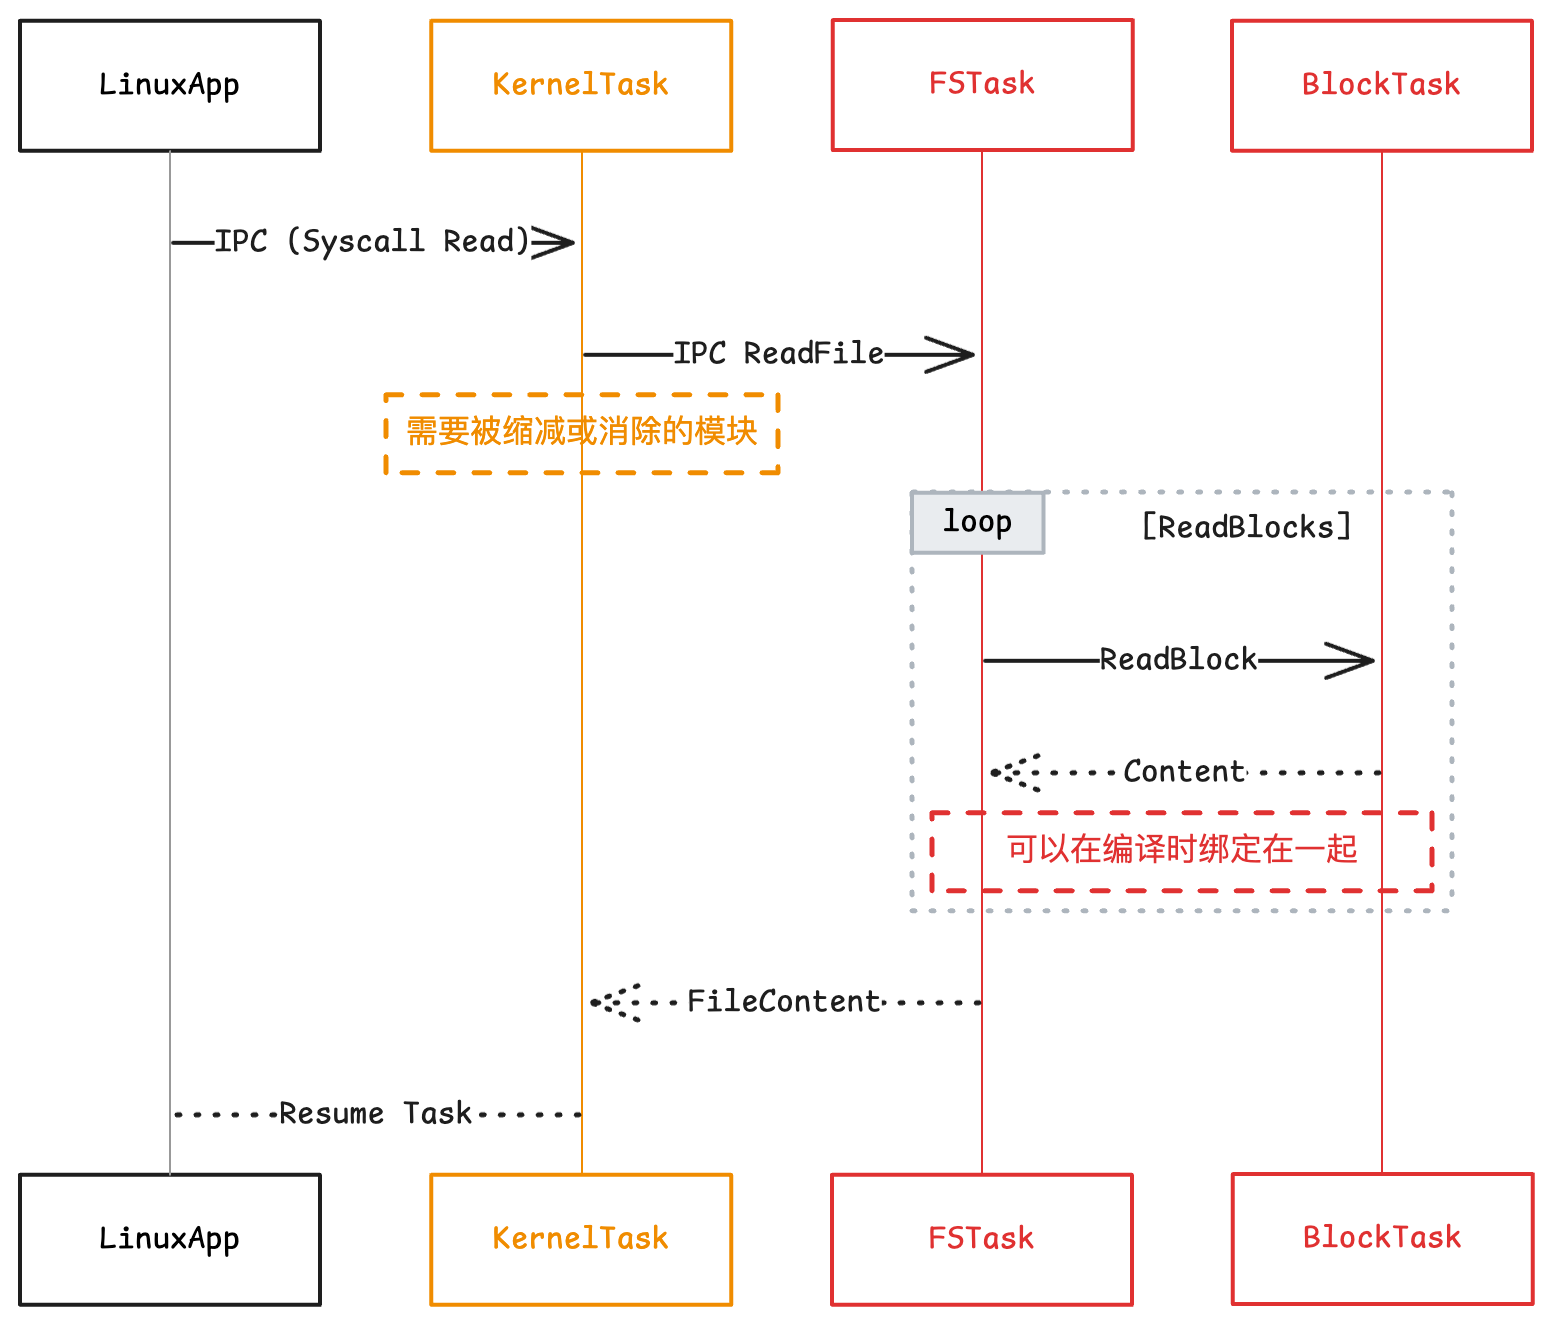 LinuxApp
KernelTask
FSTask
BlockTask
IPC (Syscall Read)
IPC ReadFile
需要被缩减或消除的模块
loop
[ReadBlocks]
ReadBlock
Content
可以在编译时绑定在一起
FileContent
Resume Task
LinuxApp
KernelTask
FSTask
BlockTask